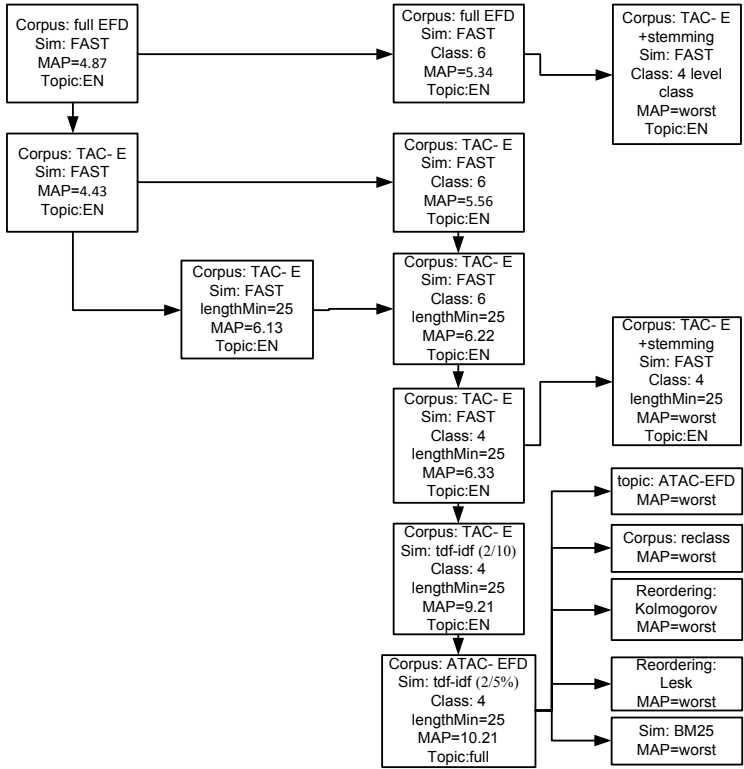 Corpus: full EFD
Sim: FAST
MAP=4.87
Topic:EN
Corpus: full EFD
Sim: FAST
Class: 6
MAP=5.34
Topic:EN
Corpus: TAC- E
+stemming
Sim: FAST
Class: 4 level
class
MAP=worst
Topic:EN
Corpus: TAC- E
Sim: FAST
MAP=4.43
Topic:EN
Corpus: TAC- E
Sim: FAST
Class: 6
MAP=5.56
Topic:EN
Corpus: TAC- E
Sim: FAST
lengthMin=25
MAP=6.13
Topic:EN
Corpus: TAC- E
Sim: FAST
Class: 6
lengthMin=25
MAP=6.22
Topic:EN
Corpus: TAC- E
+stemming
Sim: FAST
Class: 4
lengthMin=25
MAP=worst
Topic:EN
Corpus: TAC- E
Sim: FAST
Class: 4
lengthMin=25
MAP=6.33
Topic:EN
Corpus: TAC- E
Sim: tdf-idf (2/10)
Class: 4
lengthMin=25
MAP=9.21
Topic:EN
Corpus: ATAC- EFD
Sim: tdf-idf (2/5%)
Class: 4
lengthMin=25
MAP=10.21
Topic:full
topic: ATAC-EFD
MAP=worst
Corpus: reclass
MAP=worst
Reordering:
Kolmogorov
MAP=worst
Reordering:
Lesk
MAP=worst
Sim: BM25
MAP=worst